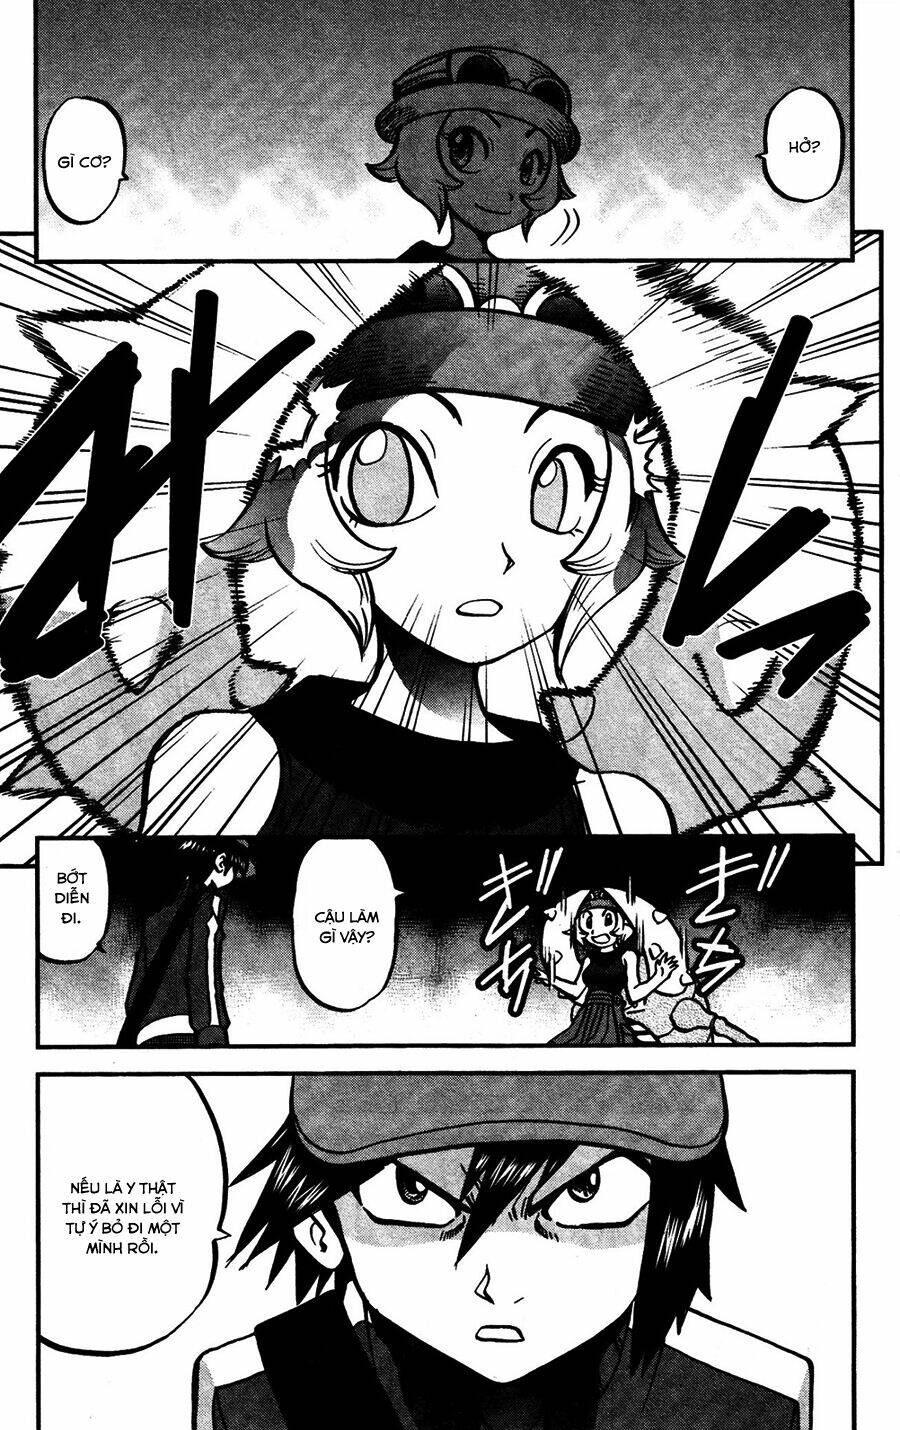 HỞ?
GÌ CƠ?
CẬU LÀM
GÌ VẬY?
BỚT
DIỄN
ĐI.
NẾU LÀ Y THẬT
THÌ ĐÃ XIN LỖI VÌ
TỰ Ý BỎ ĐI MỘT
MÌNH RỒI.